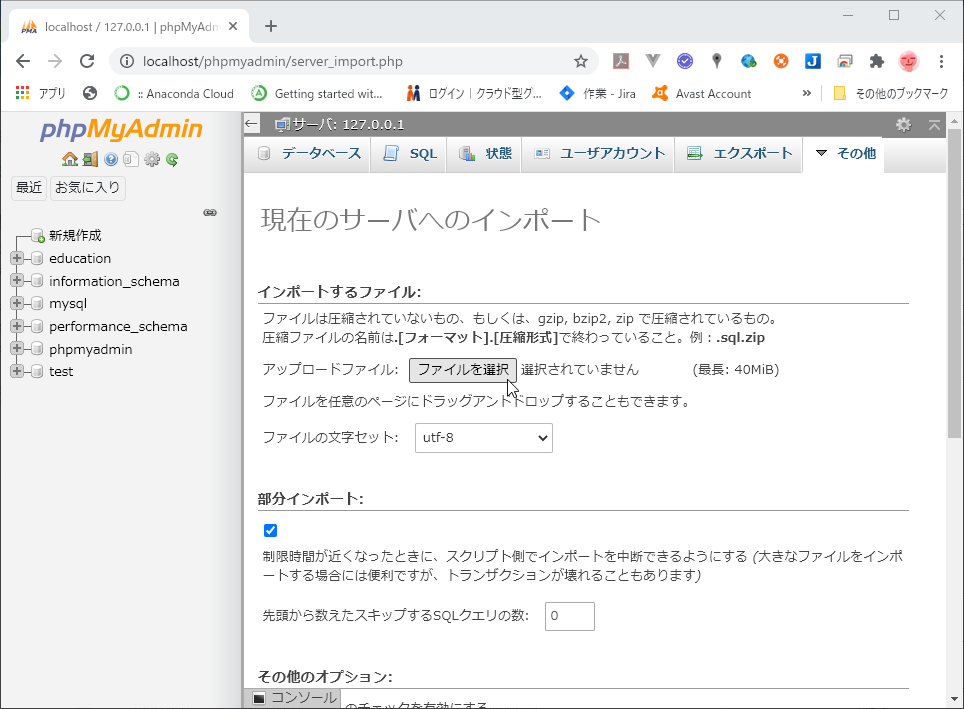 localhost / 127.0.0.1 | phpMyAdm
localhost/phpmyadmin/server_import.php
アプリ
:: Anaconda Cloud
Getting started wit...
ログイン | クラウド型グ...
作業 - Jira
Avast Account
»
その他のブックマーク
phpMyAdmin
最近
お気に入り
新規作成
education
information_schema
mysql
performance_schema
phpmyadmin
test
サーバ: 127.0.0.1
データベース
SQL
状態
ユーザアカウント
エクスポート
その他
現在のサーバへのインポート
インポートするファイル:
ファイルは圧縮されていないもの、もしくは、gzip, bzip2, zip で圧縮されているもの。
圧縮ファイルの名前は.[フォーマット].[圧縮形式]で終わっていること。例：.sql.zip
アップロードファイル: ファイルを選択 選択されていません (最長: 40MiB)
ファイルを任意のページにドラッグアンドドロップすることもできます。
ファイルの文字セット: utf-8
部分インポート:
制限時間が近くなったときに、スクリプト側でインポートを中断できるようにする (大きなファイルをインポ
ートする場合には便利ですが、トランザクションが壊れることもあります)
先頭から数えたスキップするSQLクエリの数: 0
その他のオプション:
コンソール
のチェックを有効にする